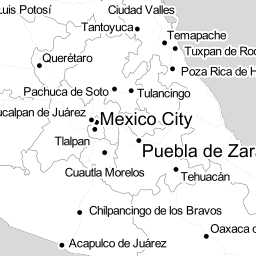 Luis Potosí
Ciudad Valles
Tantoyuca
Temapache
Querétaro
Tuxpan de Ro
Poza Rica de H
Pachuca de Soto
Tulancingo
ucalpan de Juárez
Mexico City
Tlalpan
Puebla de Zara
Cuautla Morelos
Tehuacán
Chilpancingo de los Bravos
Oaxaca d
Acapulco de Juárez